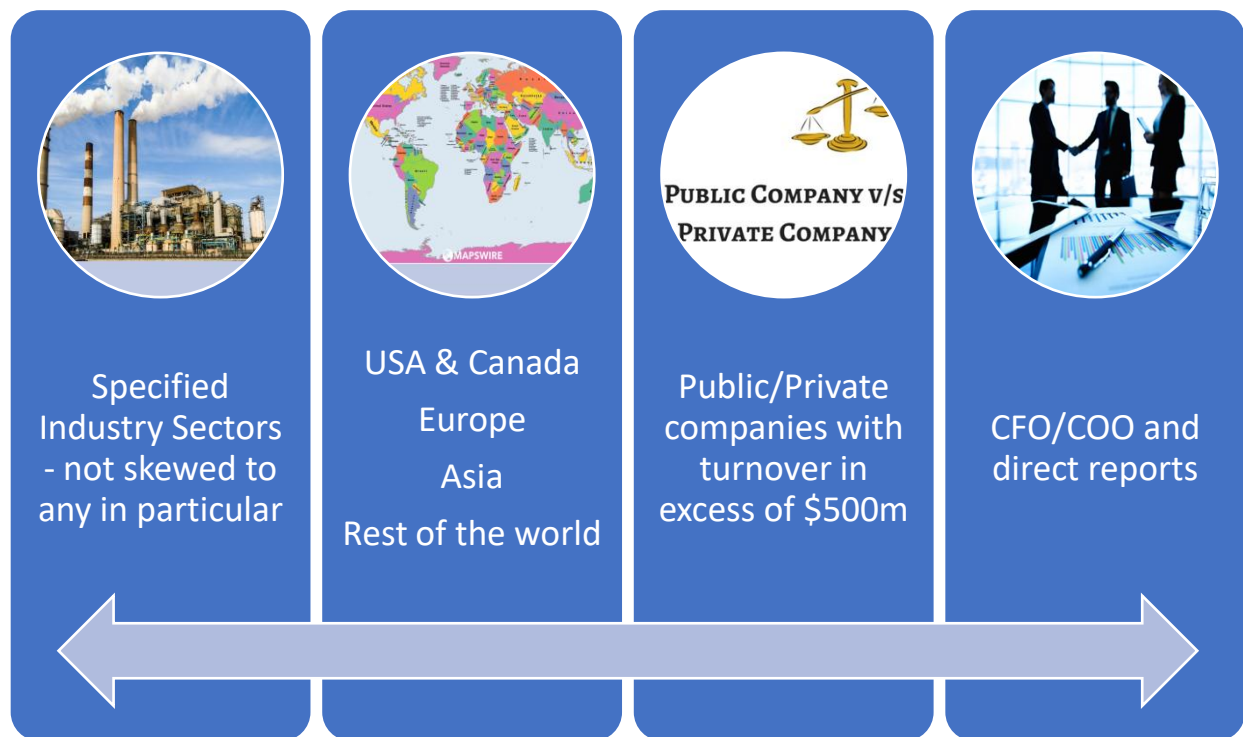 MAPSWIRE
PUBLIC COMPANY V/S
PRIVATE COMPANY
Specified
Industry Sectors
- not skewed to
any in particular
USA & Canada
Europe
Asia
Rest of the world
Public/Private
companies with
turnover in
excess of $500m
CFO/COO and
direct reports